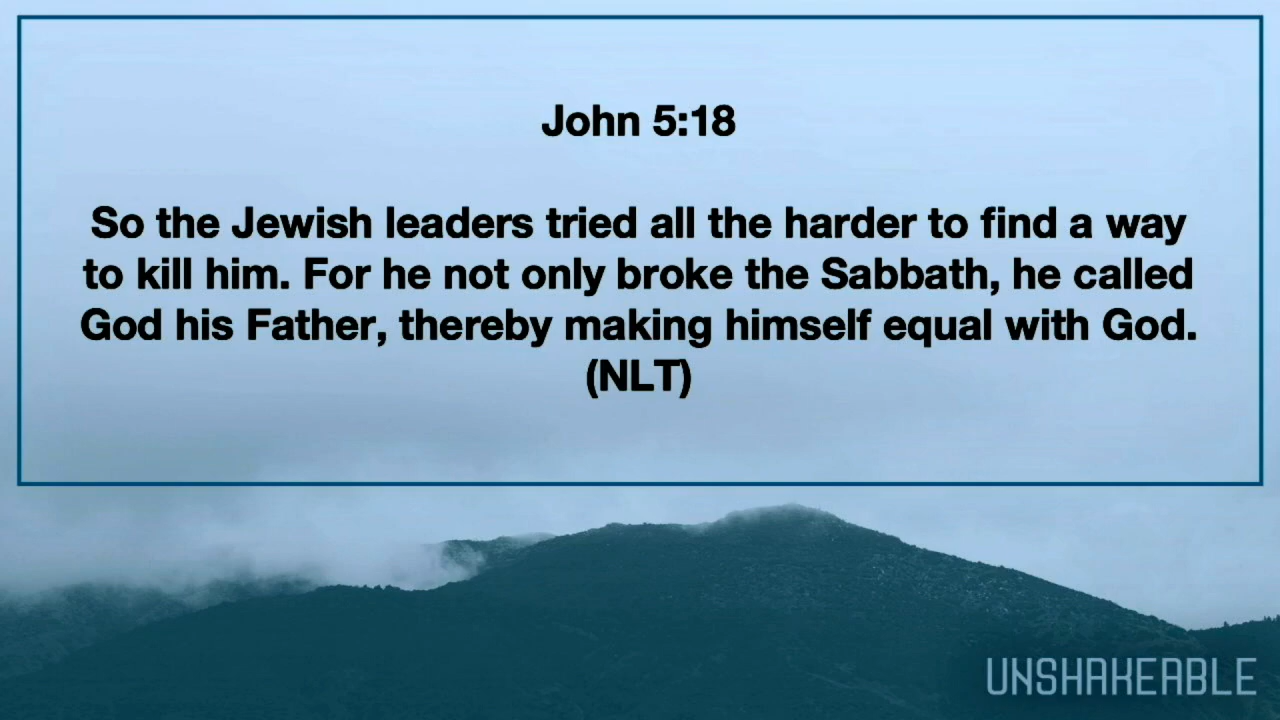 John 5:18
So the Jewish leaders tried all the harder to find a way
to kill him. For he not only broke the Sabbath, he called
God his Father, thereby making himself equal with God.
(NLT)
UNSHAKEABLE